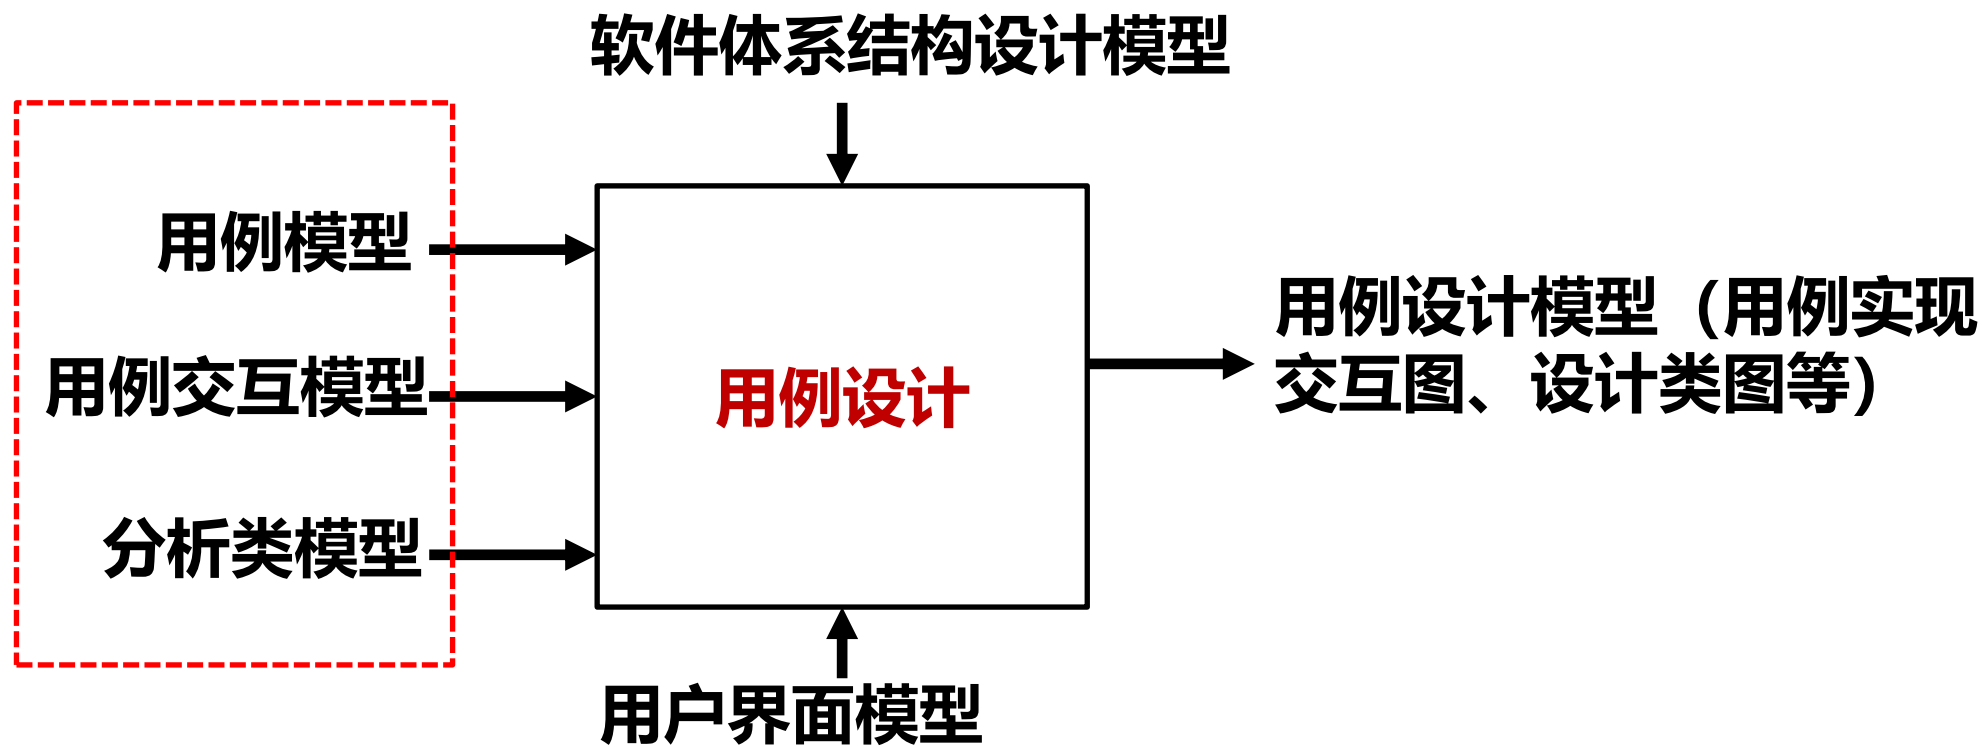 软件体系结构设计模型
用例模型
用例交互模型
分析类模型
用例设计
用例设计模型（用例实现
交互图、设计类图等）
用户界面模型